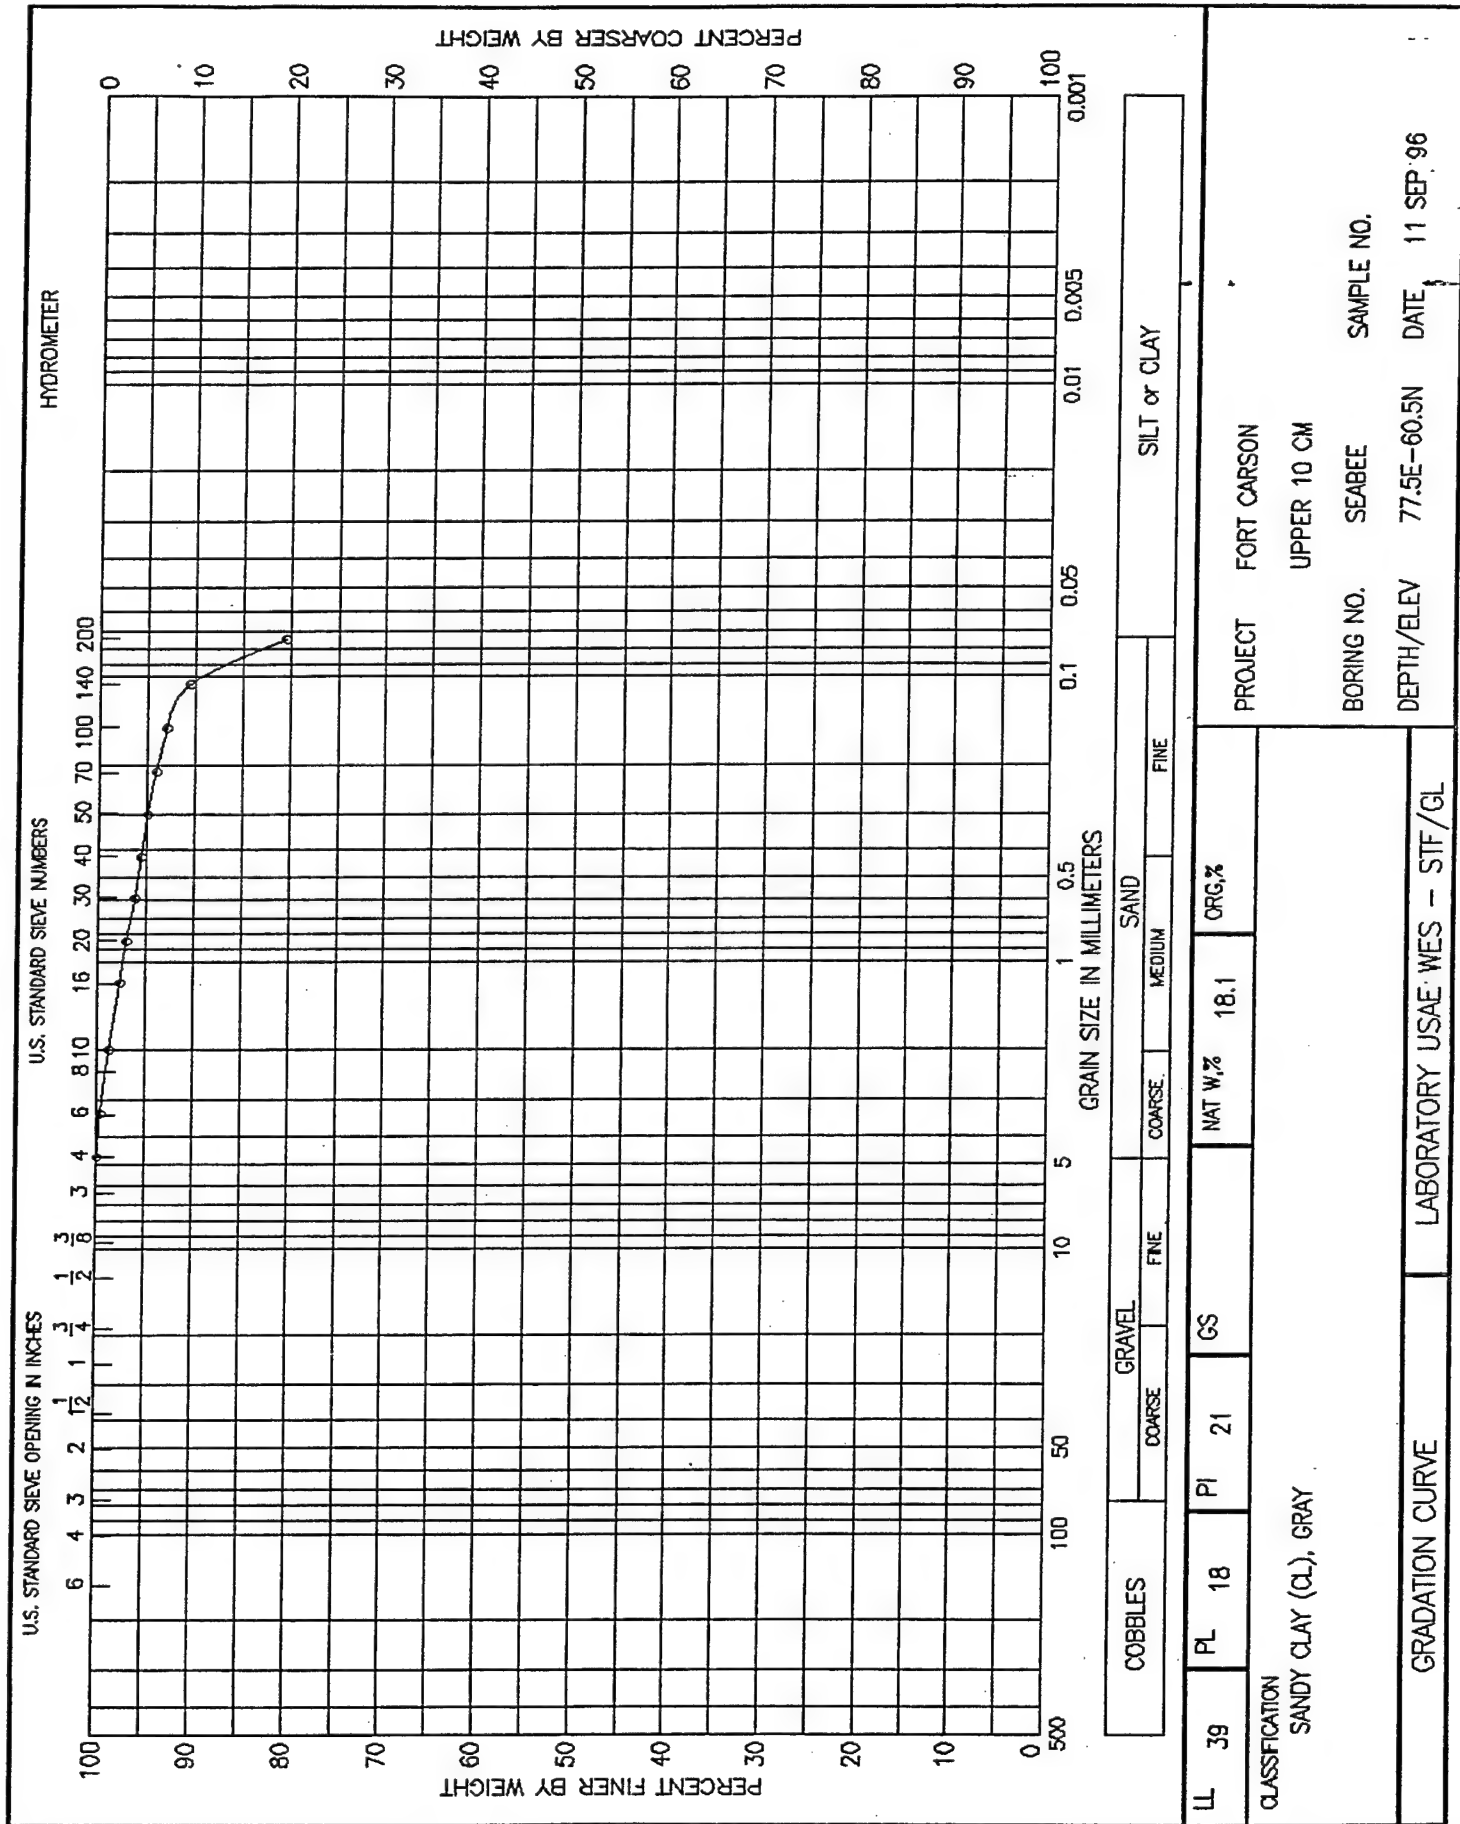 U.S. STANDARD SIEVE OPENING IN INCHES
U.S. STANDARD SIEVE NUMBERS
HYDROMETER
6 4 3 2 1 1/2 1 3/4 1/2 3/8 3 4 6 8 10 16 20 30 40 50 70 100 140 200
PERCENT FINER BY WEIGHT
100
90
80
70
60
50
40
30
20
10
0
PERCENT COARSER BY WEIGHT
0
10
20
30
40
50
60
70
80
90
100
500 100 50 10 5 1 0.5 0.1 0.05 0.01 0.005 0.001
GRAIN SIZE IN MILLIMETERS
COBBLES
GRAVEL
COARSE
FINE
SAND
COARSE.
MEDIUM
FINE
SILT or CLAY
LL 39
PL 18
PI 21
GS
NAT W,% 18.1
ORG,%
CLASSIFICATION
SANDY CLAY (CL), GRAY
PROJECT FORT CARSON
UPPER 10 CM
BORING NO. SEABEE SAMPLE NO.
DEPTH/ELEV 77.5E-60.5N DATE 11 SEP 96
GRADATION CURVE
LABORATORY USAE WES - STF/GL